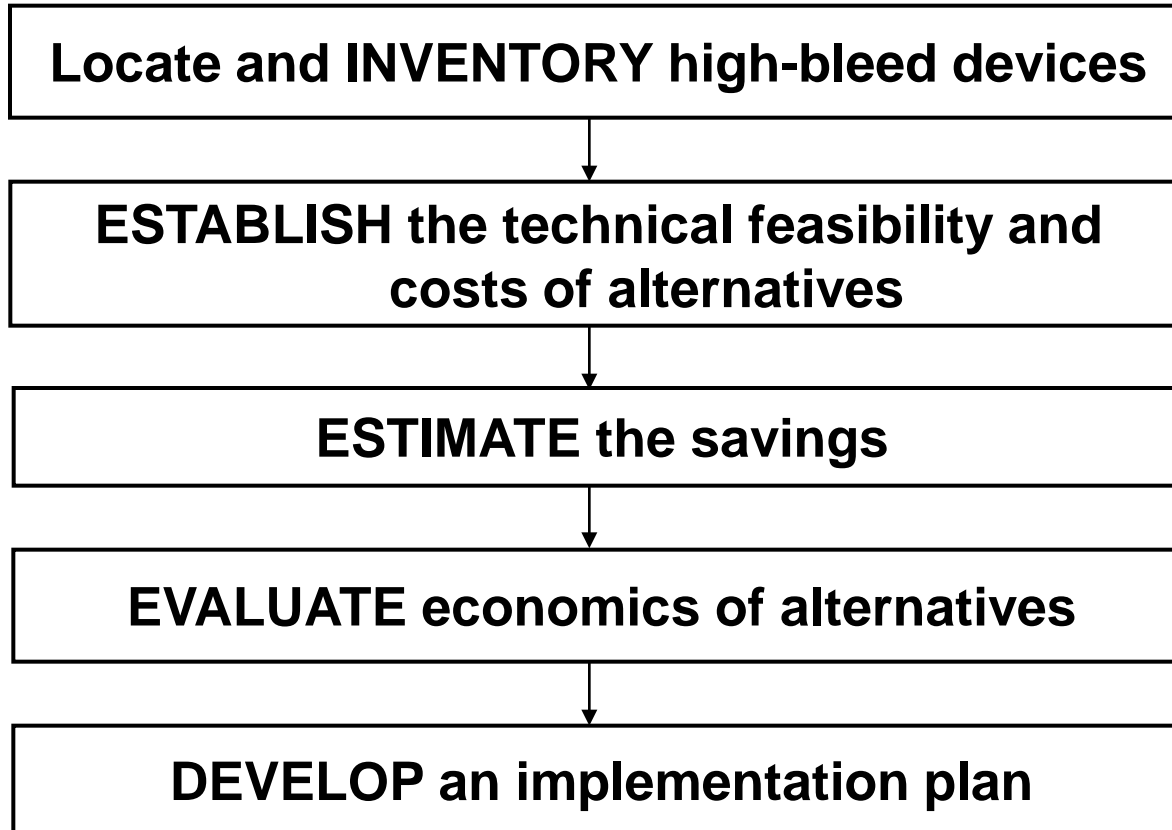 Locate and INVENTORY high-bleed devices
ESTABLISH the technical feasibility and
costs of alternatives
ESTIMATE the savings
EVALUATE economics of alternatives
DEVELOP an implementation plan